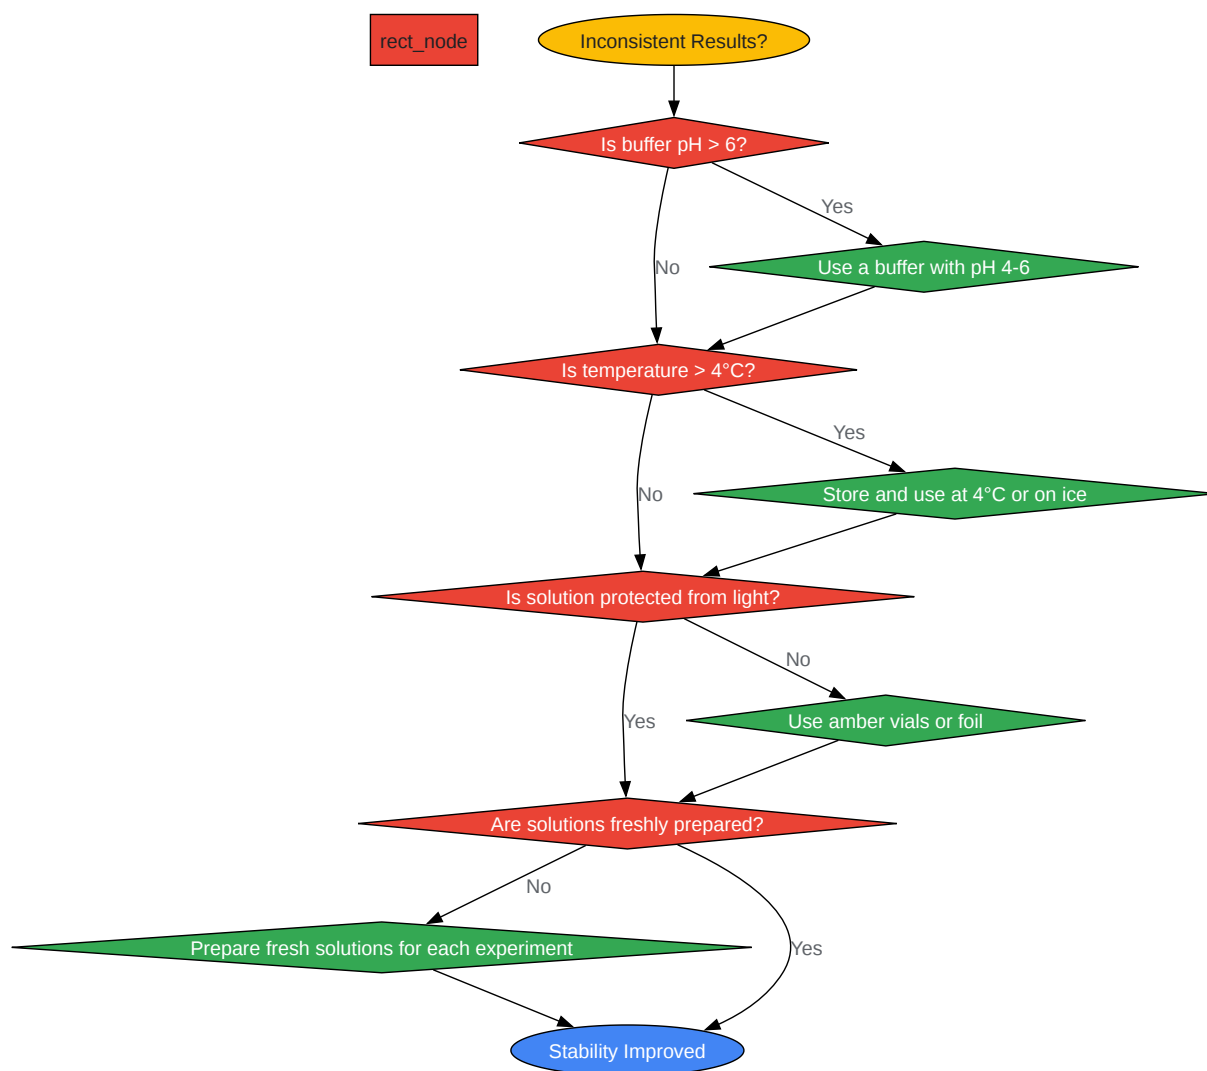 rect_node
Inconsistent Results?
Is buffer pH > 6?
Yes
Use a buffer with pH 4-6
No
Is temperature > 4°C?
Yes
Store and use at 4°C or on ice
No
Is solution protected from light?
No
Use amber vials or foil
Yes
Are solutions freshly prepared?
No
Prepare fresh solutions for each experiment
Yes
Stability Improved